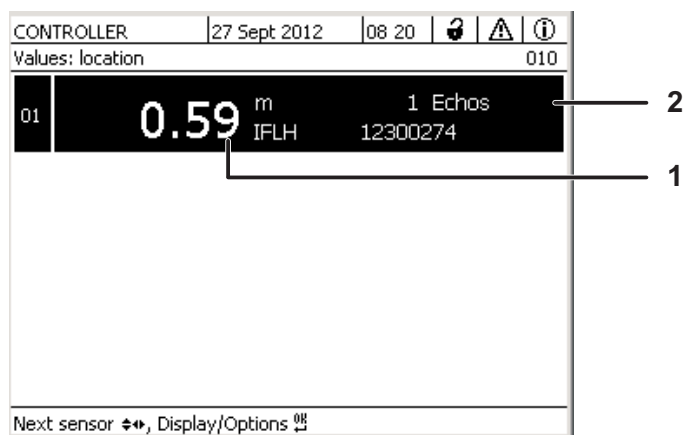 CONTROLLER 27 Sept 2012 08 20
Values: location 010
01 0.59 m 1 Echos
IFLH 12300274
2
1
Next sensor, Display/Options OK